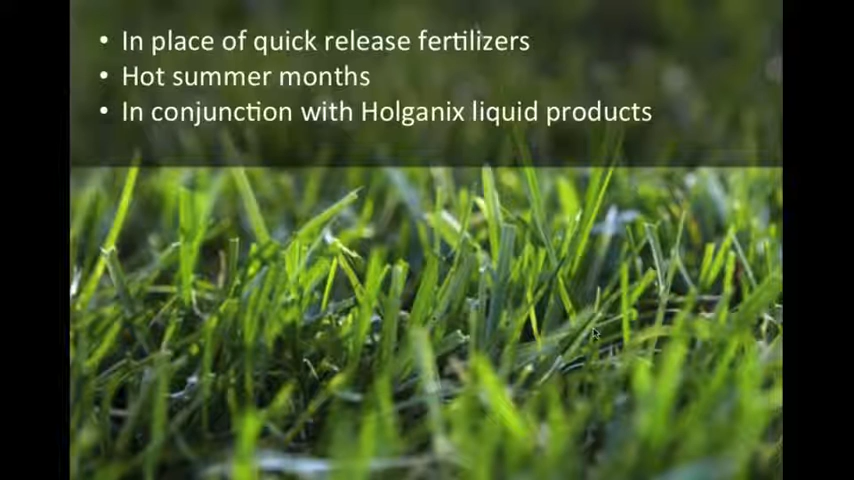 • In place of quick release fertilizers
• Hot summer months
• In conjunction with Holganix liquid products